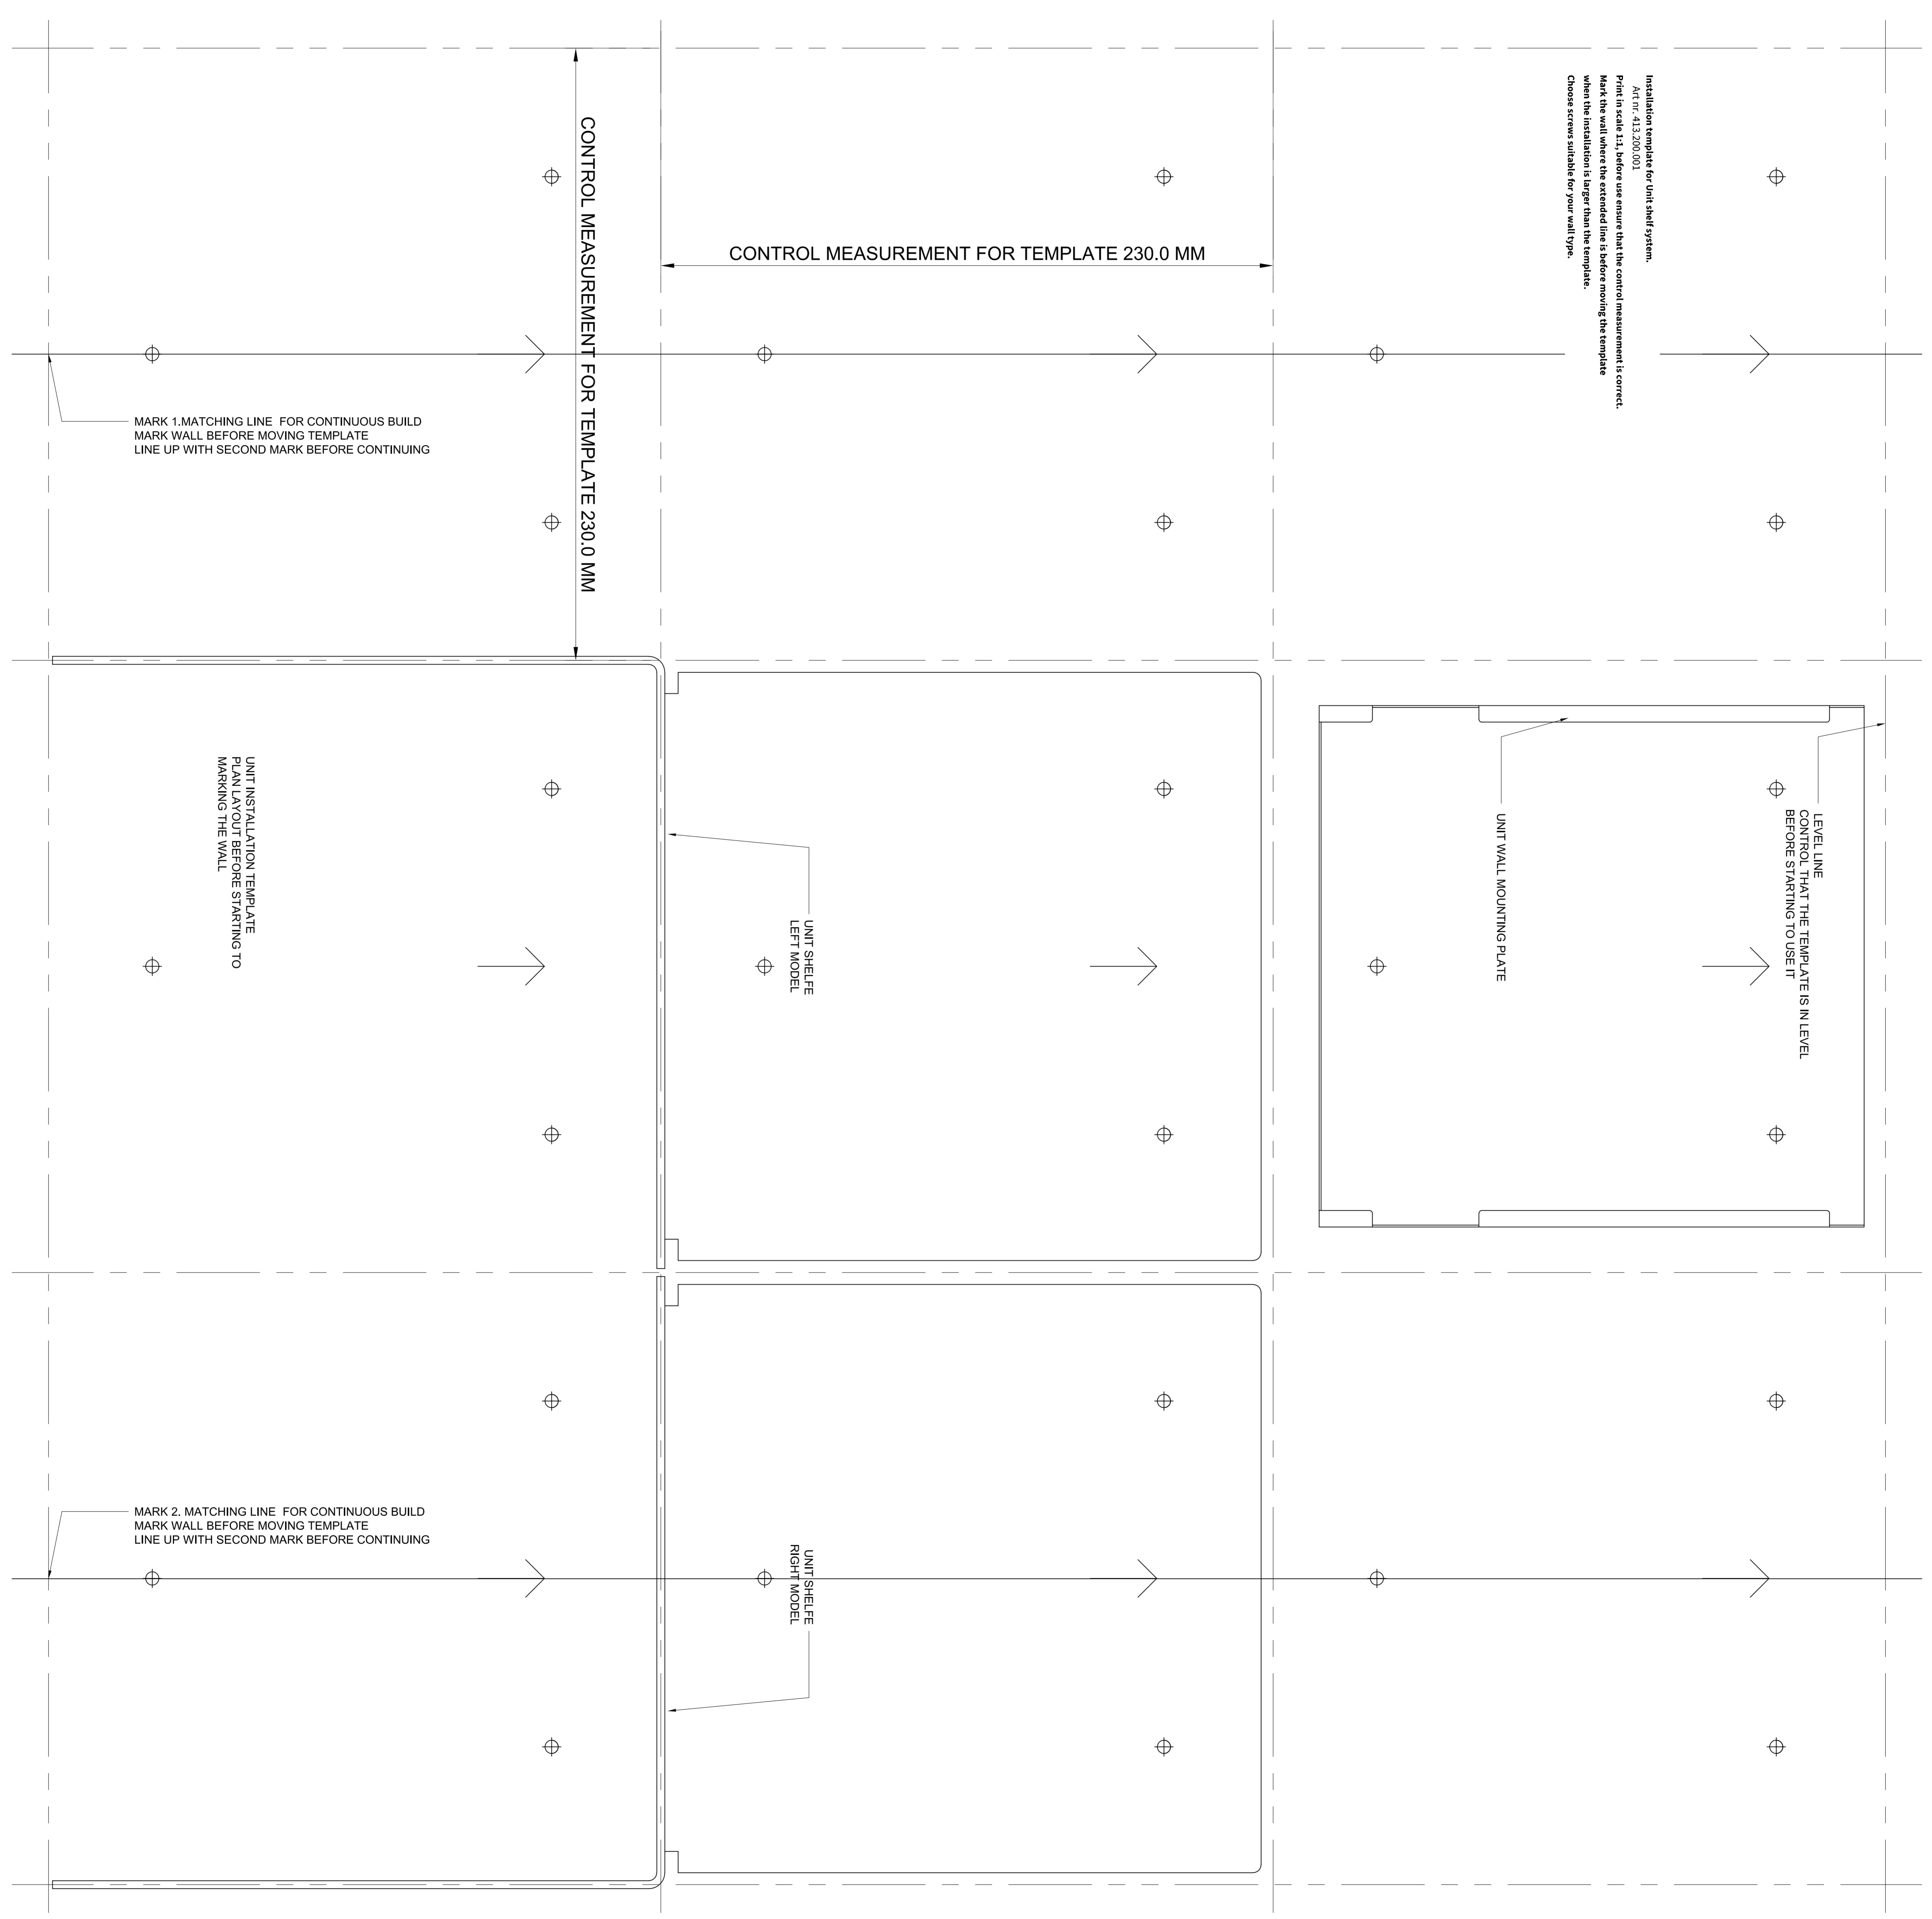 Installation template for Unit shelf system.
Art nr. 413.200.001
Print in scale 1:1, before use ensure that the control measurement is correct.
Mark the wall where the extended line is before moving the template
when the installation is larger than the template.
Choose screws suitable for your wall type.
CONTROL MEASUREMENT FOR TEMPLATE 230.0 MM
CONTROL MEASUREMENT FOR TEMPLATE 230.0 MM
MARK 1.MATCHING LINE FOR CONTINUOUS BUILD
MARK WALL BEFORE MOVING TEMPLATE
LINE UP WITH SECOND MARK BEFORE CONTINUING
UNIT INSTALLATION TEMPLATE
PLAN LAYOUT BEFORE STARTING TO
MARKING THE WALL
UNIT SHELFE
LEFT MODEL
UNIT WALL MOUNTING PLATE
LEVEL LINE
CONTROL THAT THE TEMPLATE IS IN LEVEL
BEFORE STARTING TO USE IT
MARK 2. MATCHING LINE FOR CONTINUOUS BUILD
MARK WALL BEFORE MOVING TEMPLATE
LINE UP WITH SECOND MARK BEFORE CONTINUING
UNIT SHELFE
RIGHT MODEL